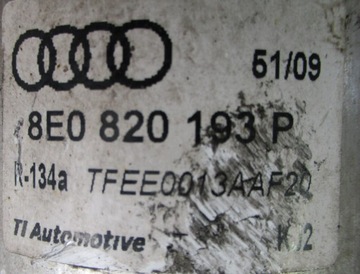 51/09
8E0 820 193 P
R-134a TFEE0013AAF20
TI Automotive